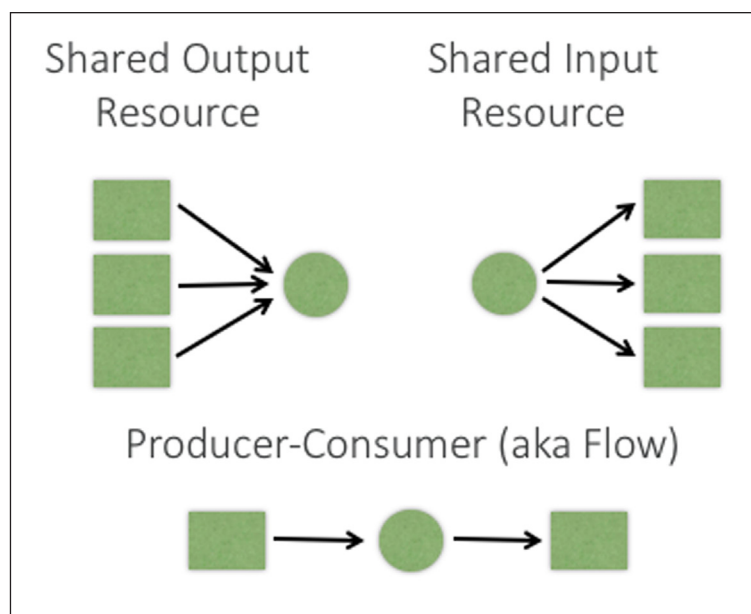 Shared Output
Resource
Shared Input
Resource
Producer-Consumer (aka Flow)